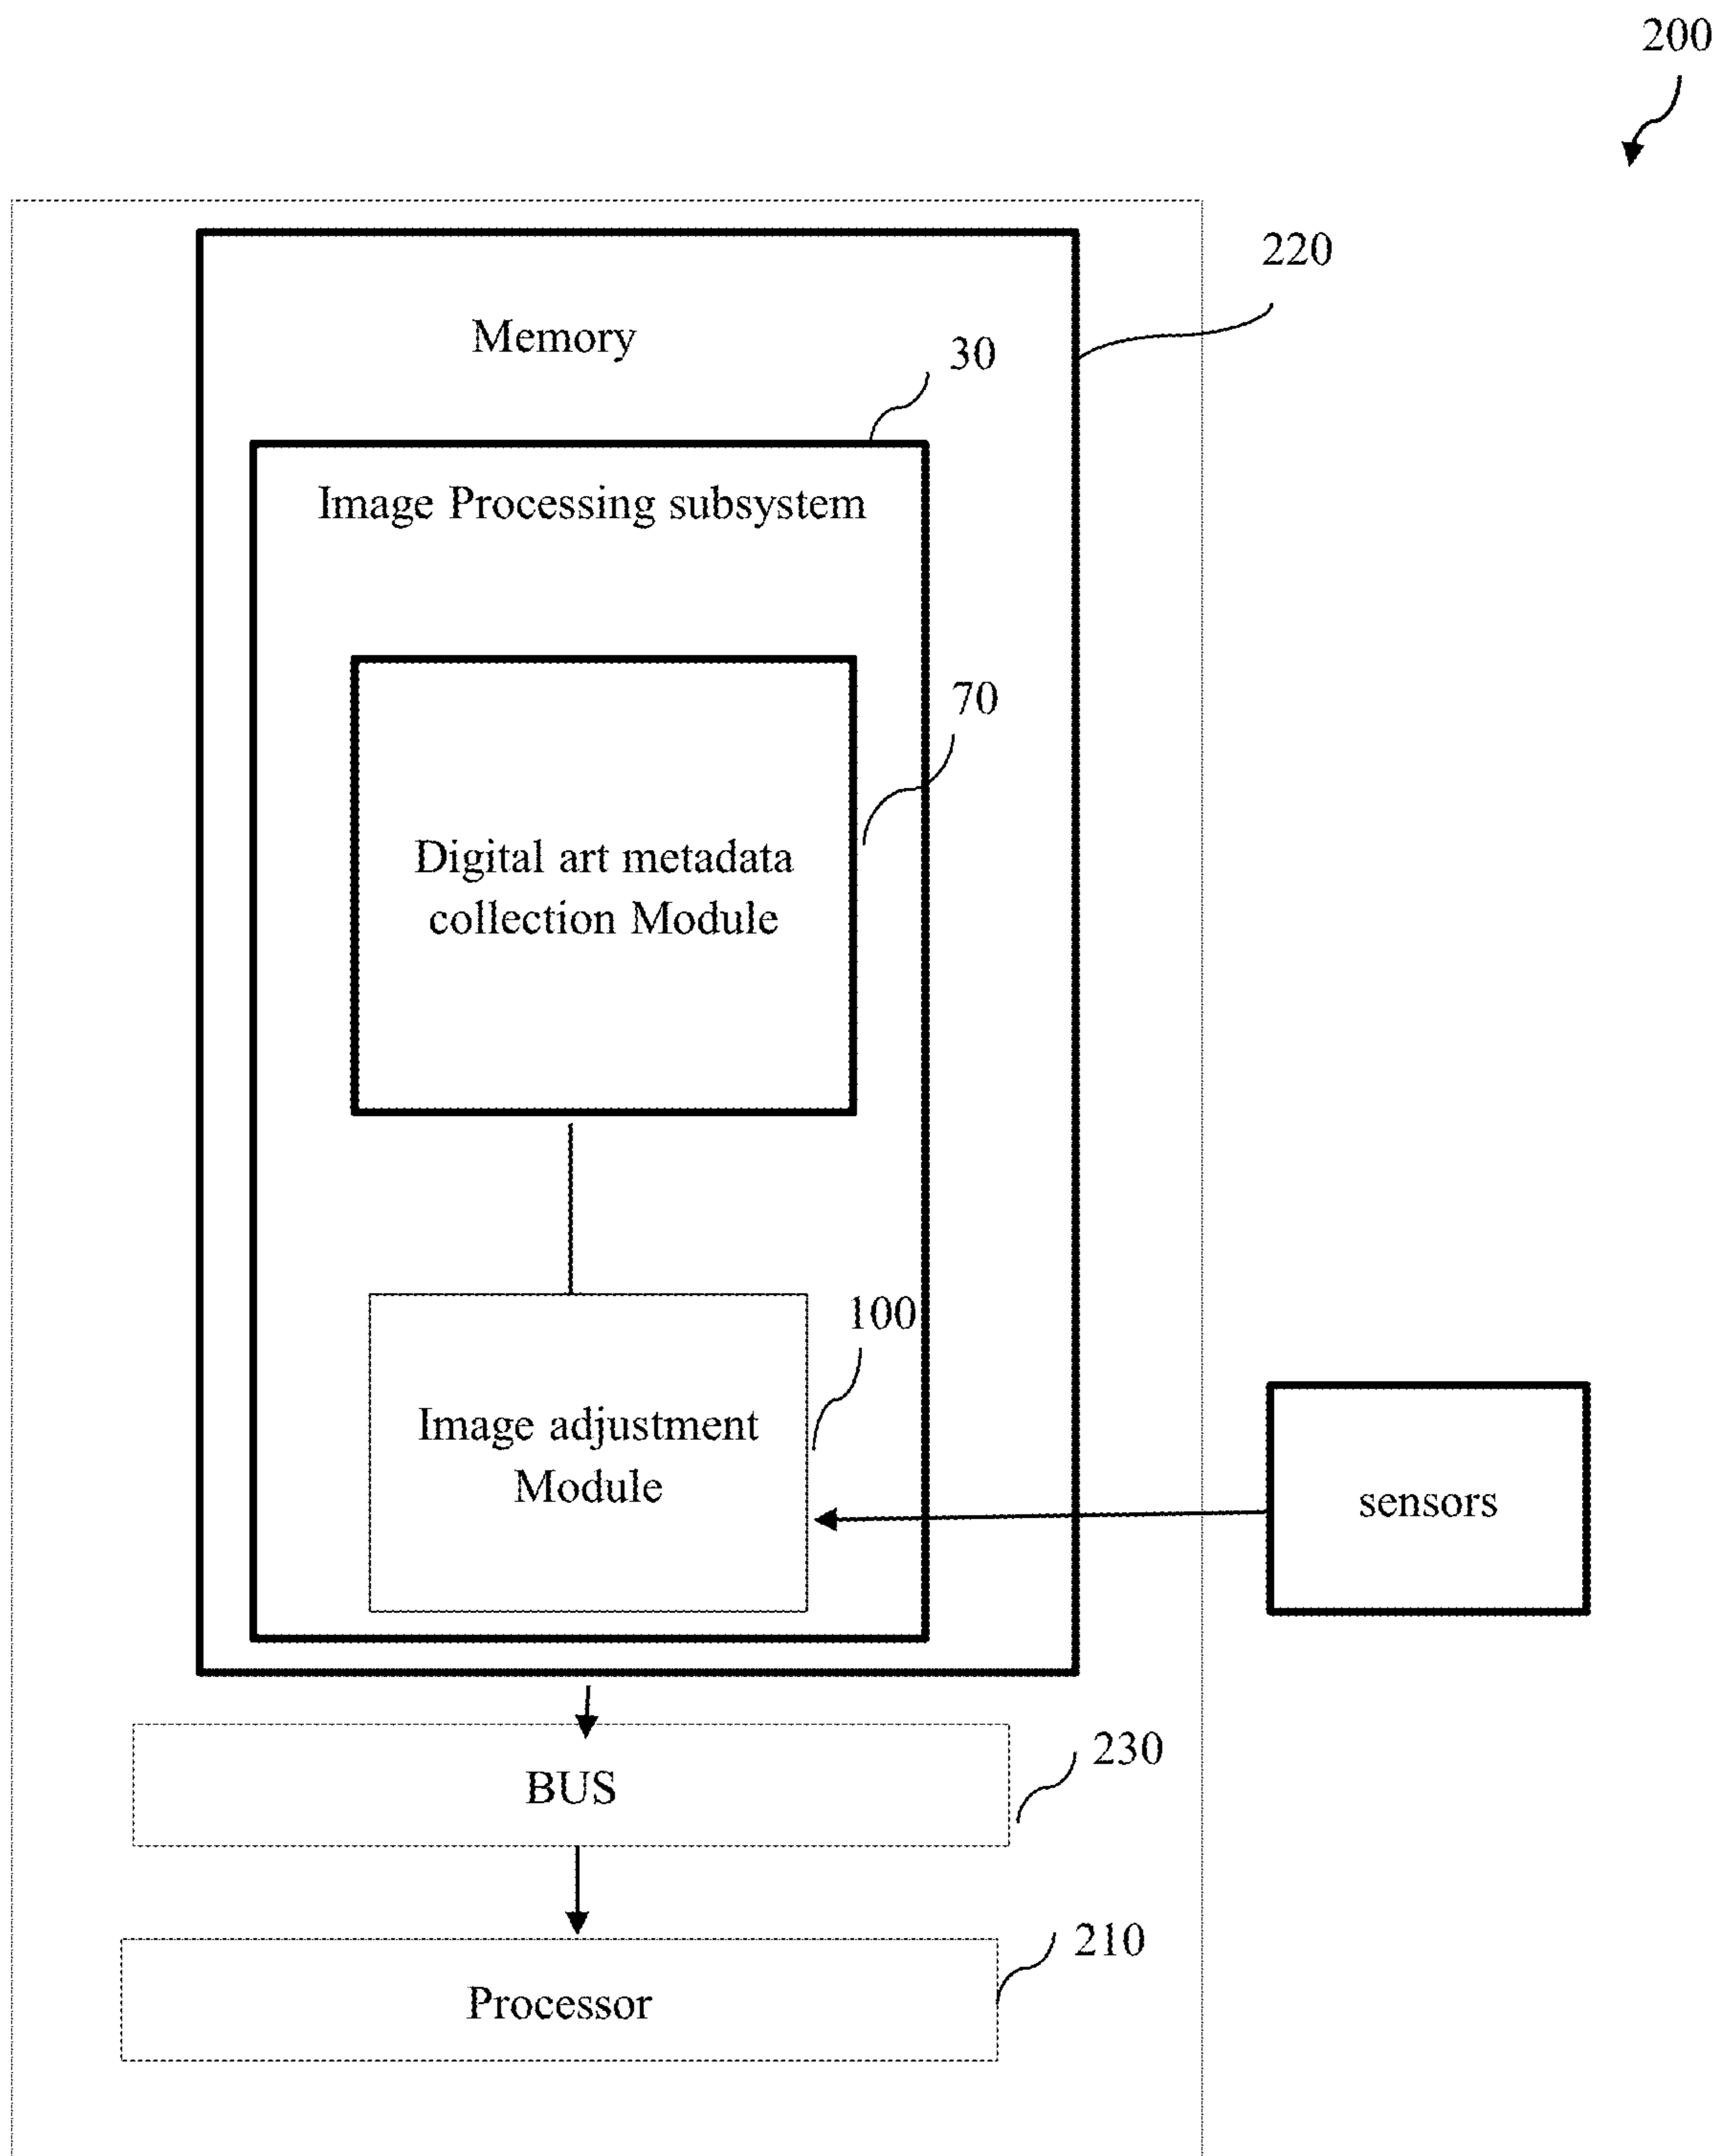 200
220
Memory
30
Image Processing subsystem
70
Digital art metadata
collection Module
100
Image adjustment
Module
sensors
230
BUS
210
Processor